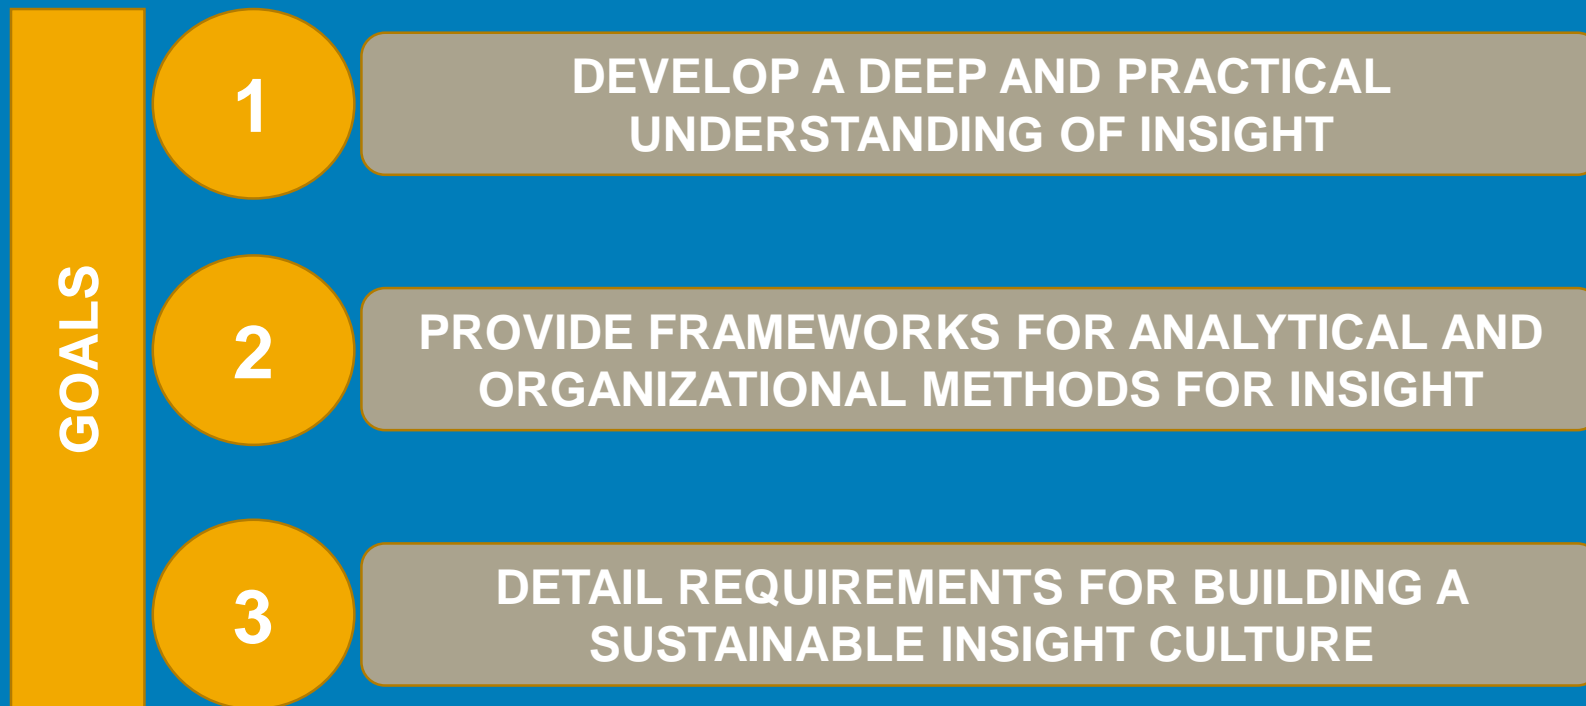 GOALS
1
DEVELOP A DEEP AND PRACTICAL
UNDERSTANDING OF INSIGHT
2
PROVIDE FRAMEWORKS FOR ANALYTICAL AND
ORGANIZATIONAL METHODS FOR INSIGHT
3
DETAIL REQUIREMENTS FOR BUILDING A
SUSTAINABLE INSIGHT CULTURE